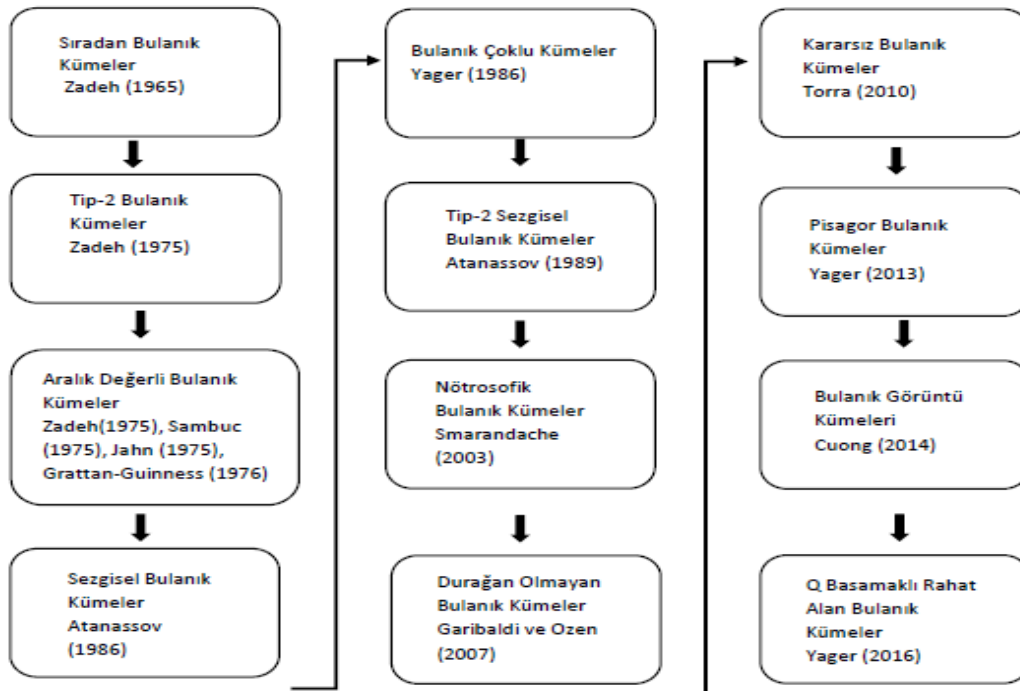 Sıradan Bulanık
Kümeler
Zadeh (1965)
Tip-2 Bulanık
Kümeler
Zadeh (1975)
Aralık Değerli Bulanık
Kümeler
Zadeh(1975), Sambuc
(1975), Jahn (1975),
Grattan-Guinness (1976)
Sezgisel Bulanık
Kümeler
Atanassov
(1986)
Bulanık Çoklu Kümeler
Yager (1986)
Tip-2 Sezgisel
Bulanık Kümeler
Atanassov (1989)
Nötrosofik
Bulanık Kümeler
Smarandache
(2003)
Durağan Olmayan
Bulanık Kümeler
Garibaldi ve Ozen
(2007)
Kararsız Bulanık
Kümeler
Torra (2010)
Pisagor Bulanık
Kümeler
Yager (2013)
Bulanık Görüntü
Kümeleri
Cuong (2014)
Q Basamaklı Rahat
Alan Bulanık
Kümeler
Yager (2016)